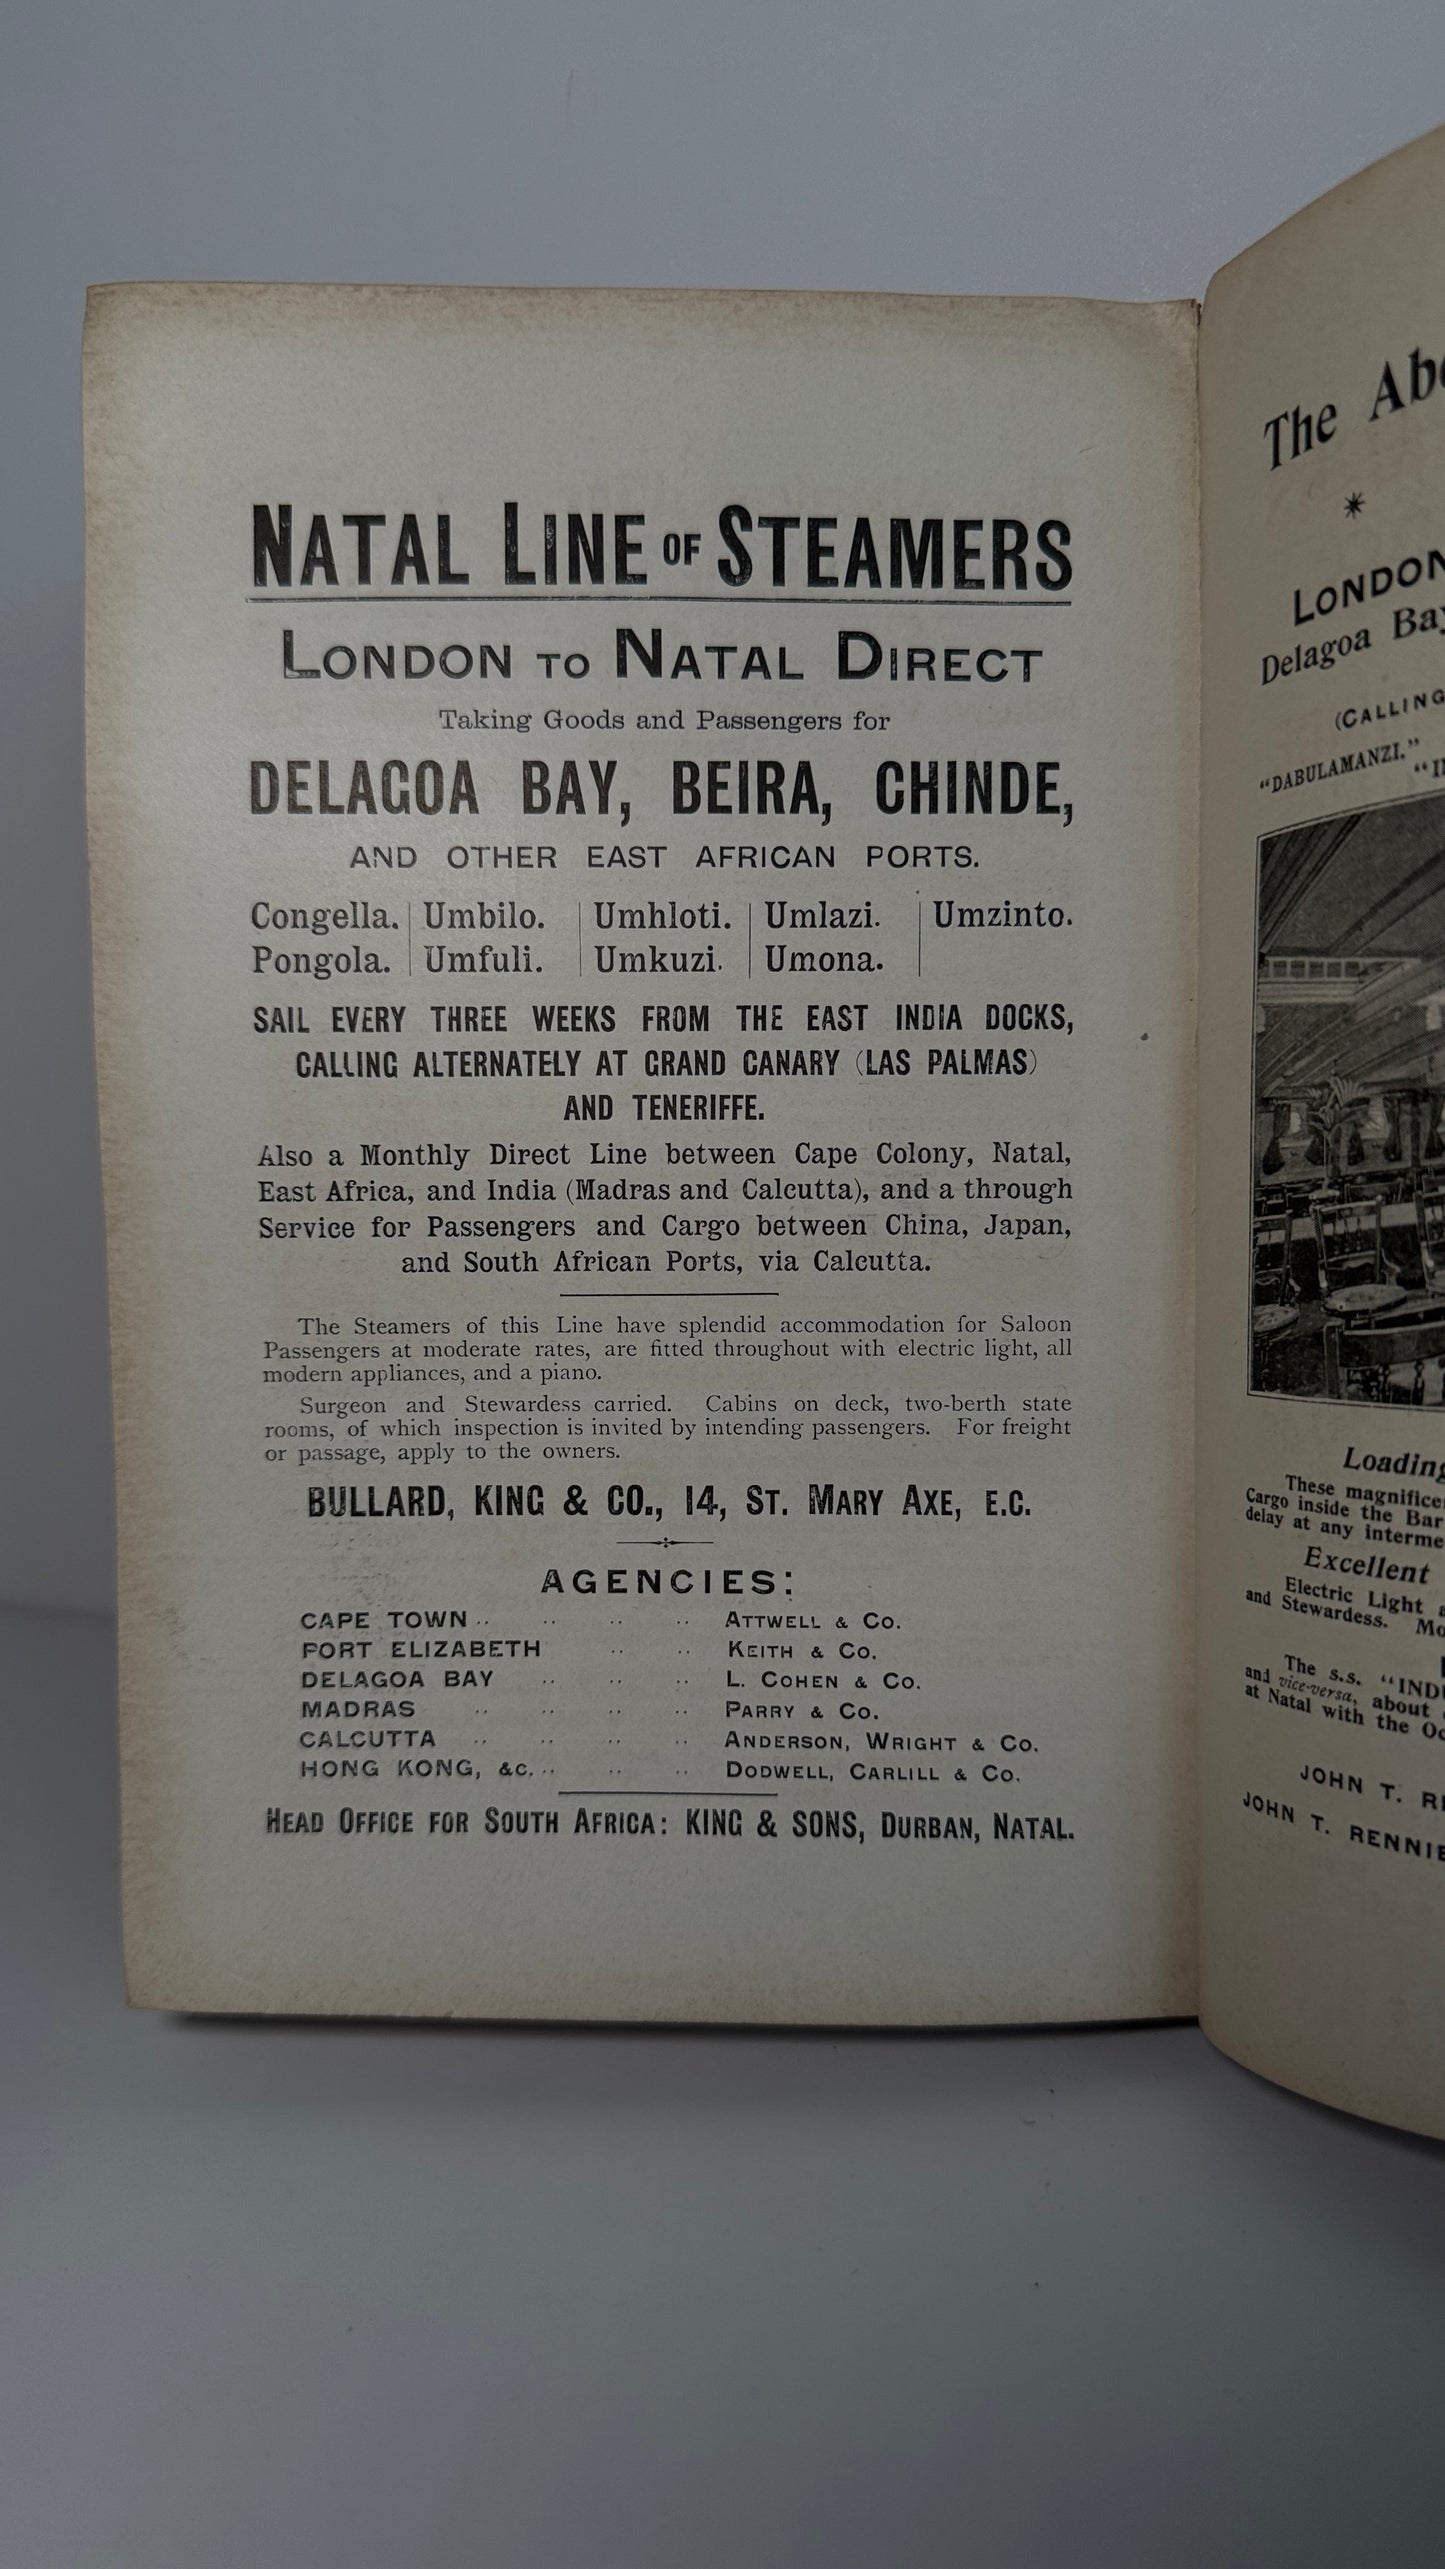 NATAL LINE OF STEAMERS
LONDON TO NATAL DIRECT
Taking Goods and Passengers for
DELAGOA BAY, BEIRA, CHINDE,
AND OTHER EAST AFRICAN PORTS.
Congella. Umbilo. Umhloti. Umlazi. Umzinto.
Pongola. Umfuli. Umkuzi. Umona.
SAIL EVERY THREE WEEKS FROM THE EAST INDIA DOCKS,
CALLING ALTERNATELY AT GRAND CANARY (LAS PALMAS)
AND TENERIFFE.
Also a Monthly Direct Line between Cape Colony, Natal,
East Africa, and India (Madras and Calcutta), and a through
Service for Passengers and Cargo between China, Japan,
and South African Ports, via Calcutta.
The Steamers of this Line have splendid accommodation for Saloon
Passengers at moderate rates, are fitted throughout with electric light, all
modern appliances, and a piano.
Surgeon and Stewardess carried. Cabins on deck, two-berth state
rooms, of which inspection is invited by intending passengers. For freight
or passage, apply to the owners.
BULLARD, KING & CO., 14, ST. MARY AXE, E.C.
AGENCIES:
CAPE TOWN .. .. .. .. ATTWELL & CO.
PORT ELIZABETH .. .. KEITH & CO.
DELAGOA BAY .. .. .. L. COHEN & CO.
MADRAS .. .. .. .. PARRY & CO.
CALCUTTA .. .. .. .. ANDERSON, WRIGHT & CO.
HONG KONG, &c. .. .. .. DODWELL, CARLILL & CO.
HEAD OFFICE FOR SOUTH AFRICA: KING & SONS, DURBAN, NATAL.
The
LONDON
Delagoa Bay
(CALLING
"DABULAMANZI."
Loading
These
Cargo inside the Bar
delay at any
Excellent
Electric Light
and Stewardess.
The s.s.
and vice-versa, about
at Natal with the
JOHN T.
JOHN T. RENNIE